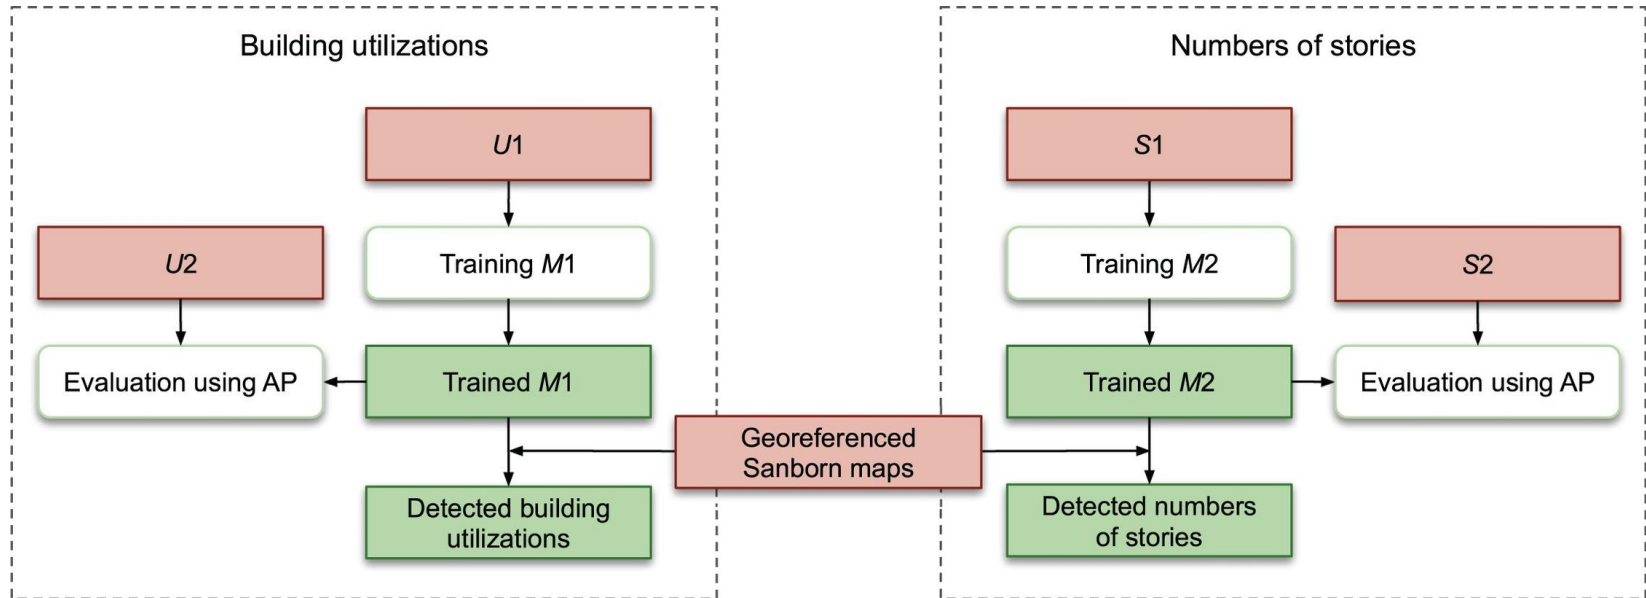 Building utilizations
U1
U2
Training M1
Evaluation using AP
Trained M1
Detected building
utilizations
Georeferenced
Sanborn maps
Numbers of stories
S1
Training M2
S2
Trained M2
Evaluation using AP
Detected numbers
of stories